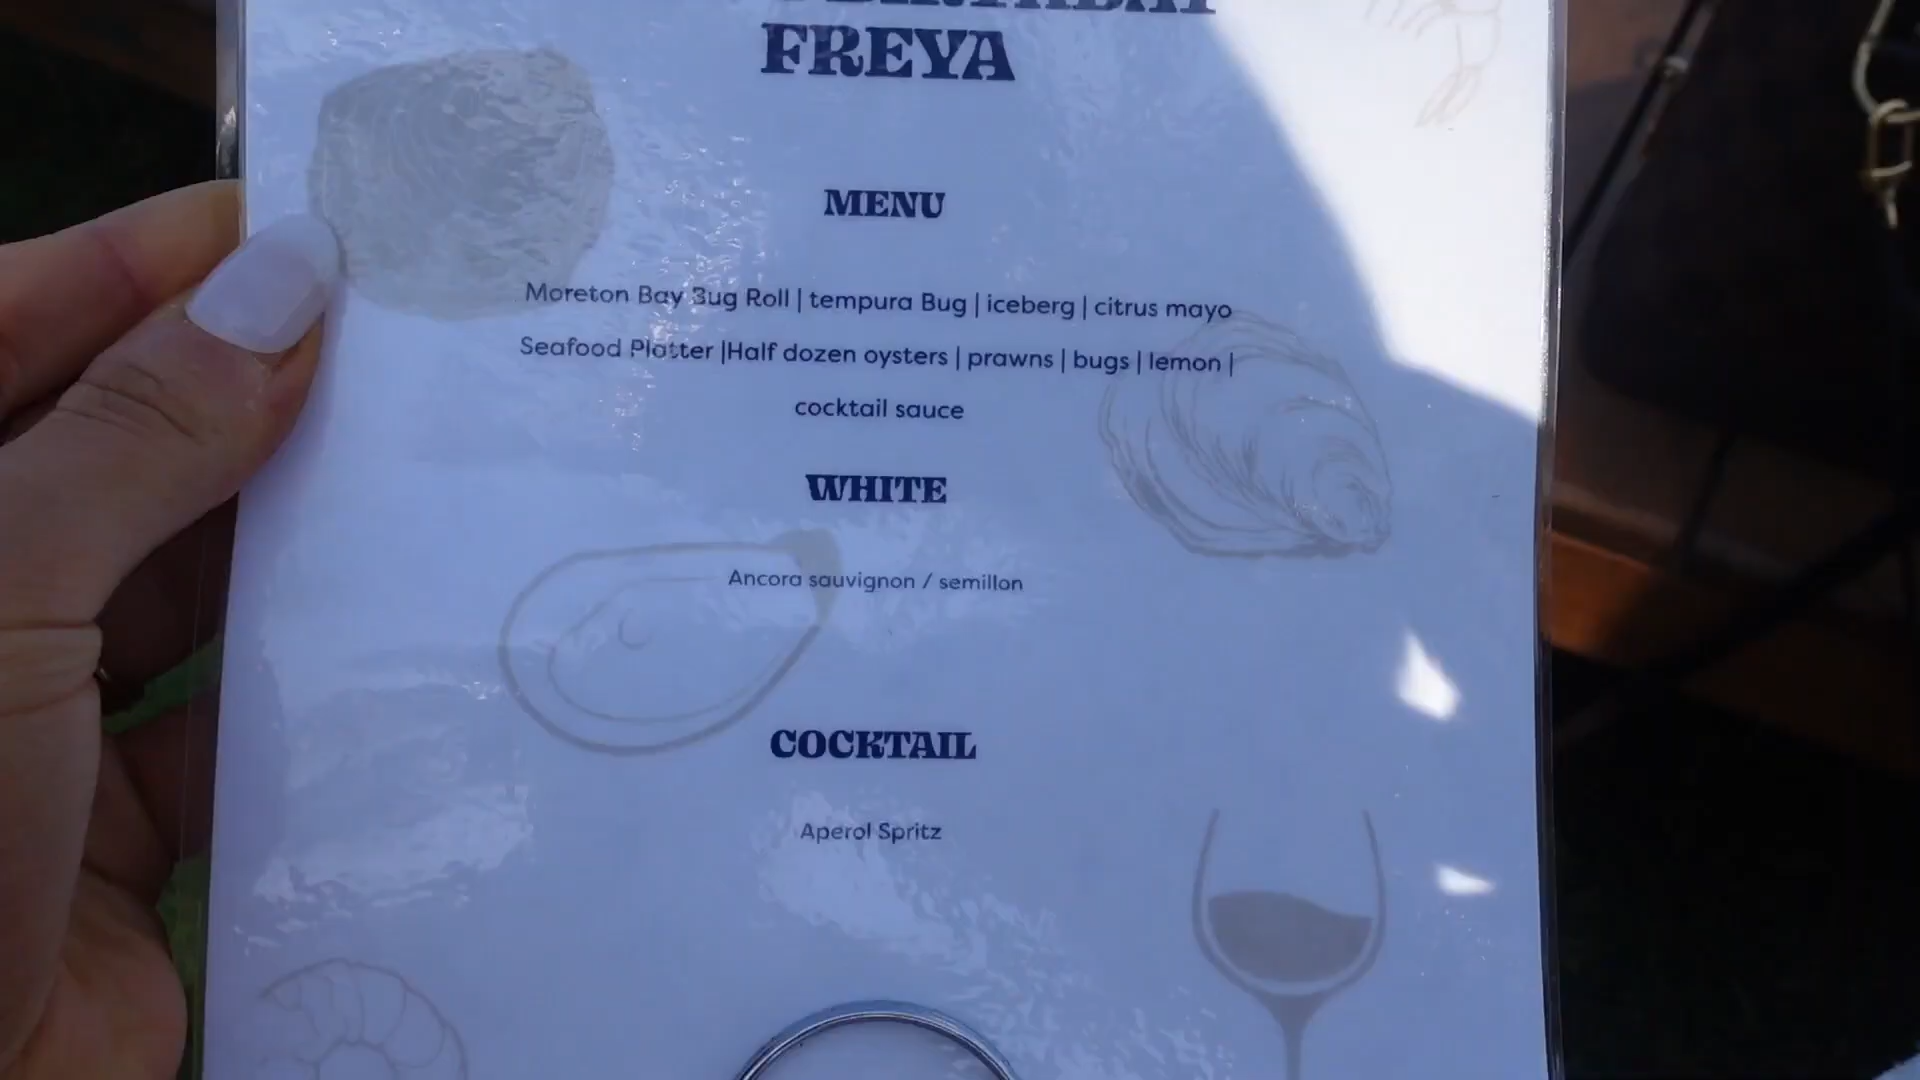 BIRTHDAY
FREYA
MENU
Moreton Bay Bug Roll | tempura Bug | iceberg | citrus mayo
Seafood Platter |Half dozen oysters | prawns | bugs | lemon |
cocktail sauce
WHITE
Ancora sauvignon / semillon
COCKTAIL
Aperol Spritz